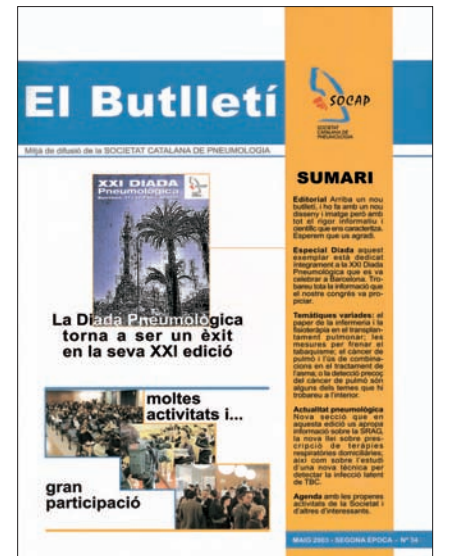 El Butlletí
SOCAP
SOCIETAT
CATALANA DE
PNEUMOLOGIA
Mitjà de difusió de la SOCIETAT CATALANA DE PNEUMOLOGIA
XXI DIADA
Pneumològica
La Diada Pneumològica
torna a ser un èxit
en la seva XXI edició
moltes
activitats i...
gran
participació
SUMARI
Editorial Arriba un nou
butlletí, i ho fa amb un nou
disseny i imatge però amb
tot el rigor informatiu i
científic que ens caracteritza.
Esperem que us agradi.
Especial Diada aquest
exemplar està dedicat
íntegrament a la XXI Diada
Pneumològica que es va
celebrar a Barcelona. Tro-
bareu tota la informació que
el nostre congrés va pro-
piciar.
Temàtiques variades: el
paper de la infermeria i la
fisioteràpia en el transplan-
tament pulmonar; les
mesures per frenar el
tabaquisme; el càncer de
pulmó i l'ús de combina-
cions en el tractament de
l'asma; o la detecció precoç
del càncer de pulmó són
alguns dels temes que hi
trobareu a l'interior.
Actualitat pneumològica
Nova secció que en
aquesta edició us apropa
informació sobre la SRAG,
la nova llei sobre pres-
cripció de teràpies
respiratòries domiciliàries;
així com sobre l'estudi
d'una nova tècnica per
detectar la infecció latent
de TBC.
Agenda amb les properes
activitats de la Societat i
d'altres d'interessants.
MAIG 2003 - SEGONA ÈPOCA - Nº 34